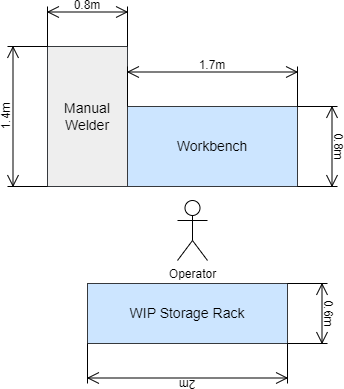 0.8m
1.7m
1.4m
Manual
Welder
Workbench
0.8m
Operator
WIP Storage Rack
0.6m
2m